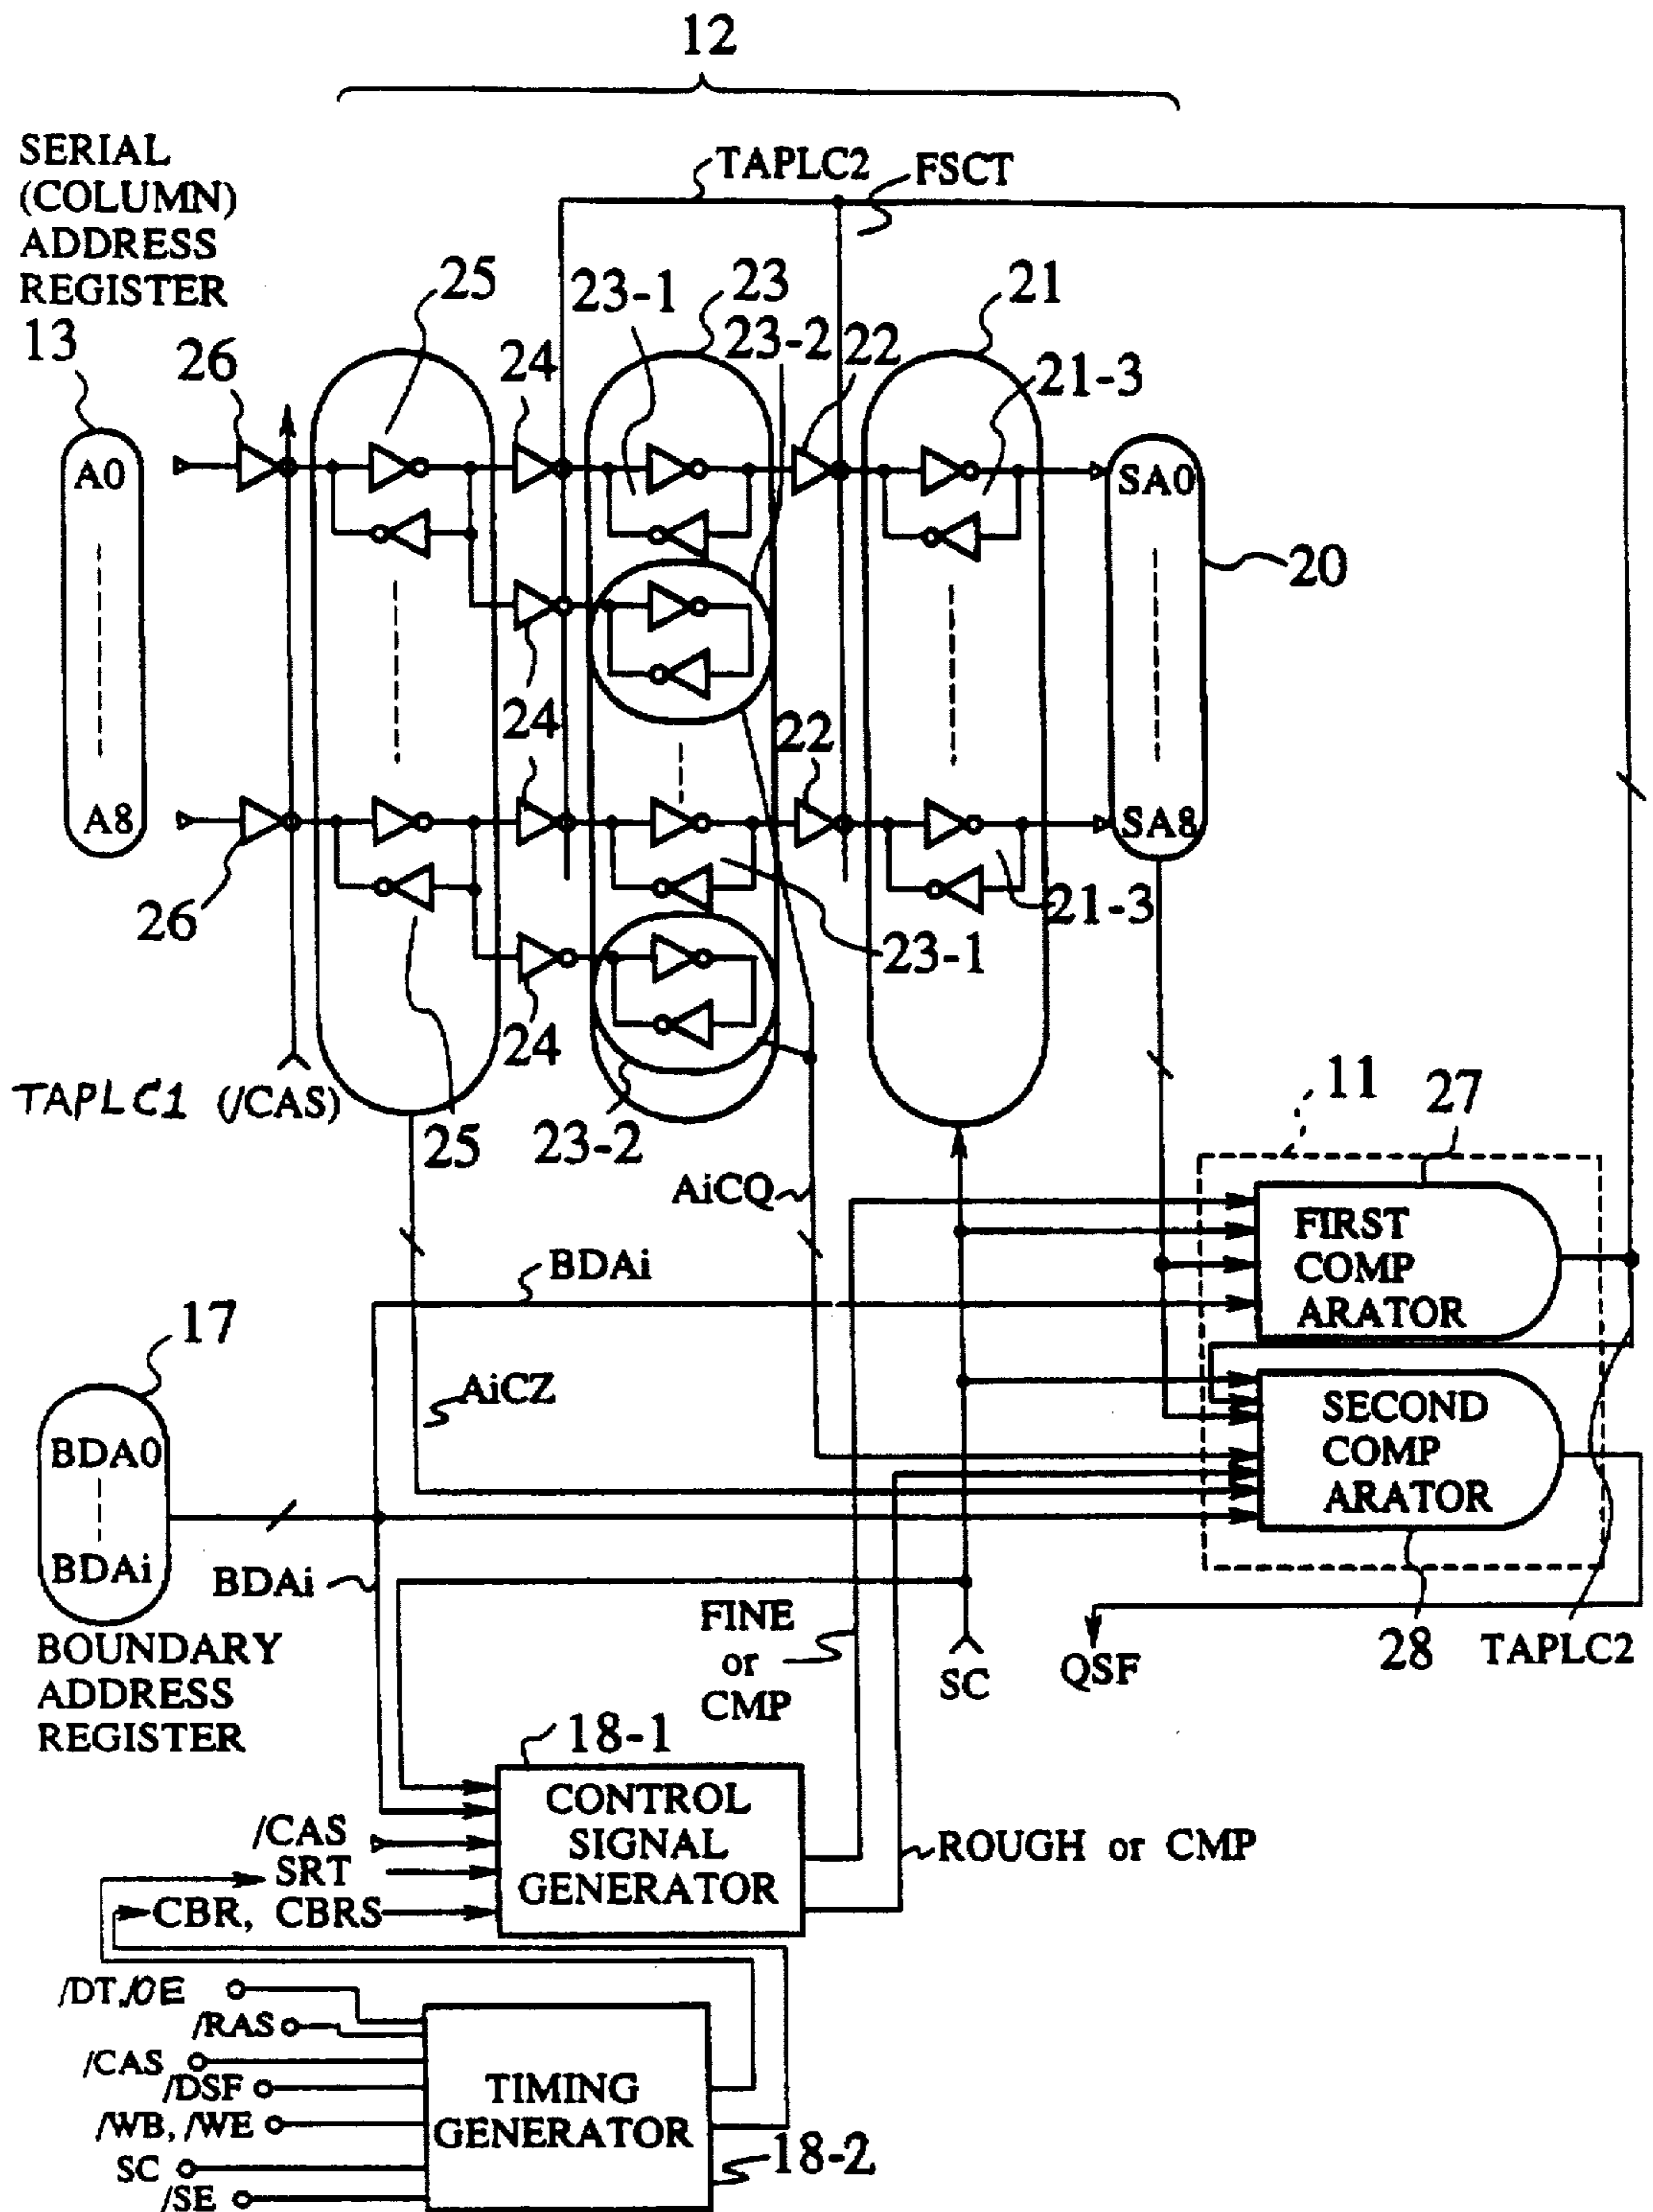 12
SERIAL
(COLUMN)
ADDRESS
REGISTER
13
TAPLC2
FSCT
25
23-1
23
23-2
22
21
21-3
26
24
A0
SA0
20
24
24
22
A8
SA8
26
21-3
23-1
24
TAPLC1 (/CAS)
25
23-2
11
27
AiCQ
FIRST
COMP
ARATOR
BDAi
17
AiCZ
SECOND
COMP
ARATOR
BDA0
BDAi
BDAi
BOUNDARY
ADDRESS
REGISTER
FINE
or
CMP
SC
QSF
28
TAPLC2
18-1
CONTROL
SIGNAL
GENERATOR
/CAS
SRT
CBR, CBRS
ROUGH or CMP
/DT,/OE
/RAS
/CAS
/DSF
/WB, /WE
SC
/SE
TIMING
GENERATOR
18-2